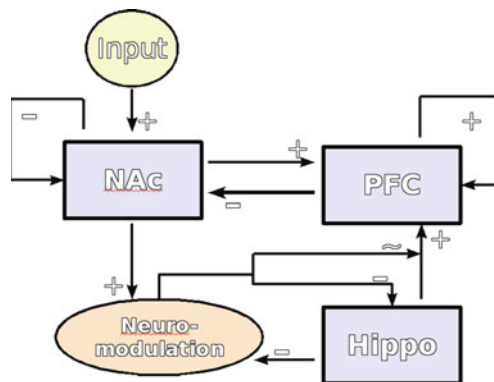 Input
-
+
+
+
NAc
PFC
-
+
~
+
-
Neuro-
modulation
-
Hippo